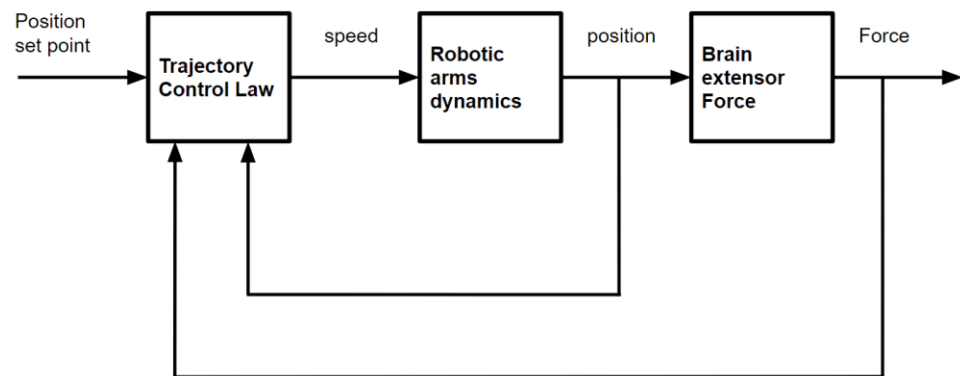 Position
set point
Trajectory
Control Law
speed
Robotic
arms
dynamics
position
Brain
extensor
Force
Force